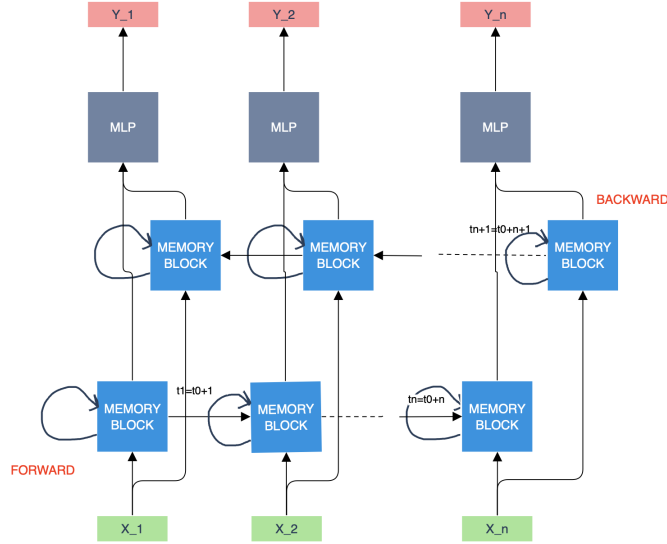 Y_1
Y_2
Y_n
MLP
MLP
MLP
BACKWARD
tn+1=t0+n+1
MEMORY
BLOCK
MEMORY
BLOCK
MEMORY
BLOCK
t1=t0+1
tn=t0+n
MEMORY
BLOCK
MEMORY
BLOCK
MEMORY
BLOCK
FORWARD
X_1
X_2
X_n